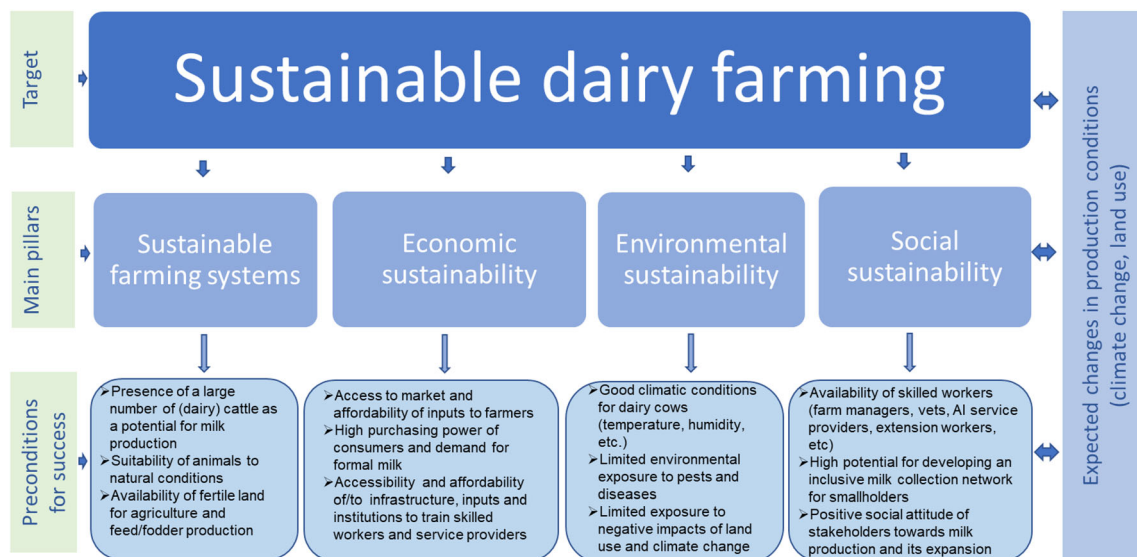 Target
Sustainable dairy farming
Main pillars
Sustainable
farming systems
Economic
sustainability
Environmental
sustainability
Social
sustainability
Preconditions
for success
➢Presence of a large
number of (dairy) cattle as
a potential for milk
production
➢Suitability of animals to
natural conditions
➢Availability of fertile land
for agriculture and
feed/fodder production
➢Access to market and
affordability of inputs to farmers
➢High purchasing power of
consumers and demand for
formal milk
➢Accessibility and affordability
of/to infrastructure, inputs and
institutions to train skilled
workers and service providers
➢Good climatic conditions
for dairy cows
(temperature, humidity,
etc.)
➢Limited environmental
exposure to pests and
diseases
➢Limited exposure to
negative impacts of land
use and climate change
➢Availability of skilled workers
(farm managers, vets, AI service
providers, extension workers,
etc)
➢High potential for developing an
inclusive milk collection network
for smallholders
➢Positive social attitude of
stakeholders towards milk
production and its expansion
Expected changes in production conditions
(climate change, land use)